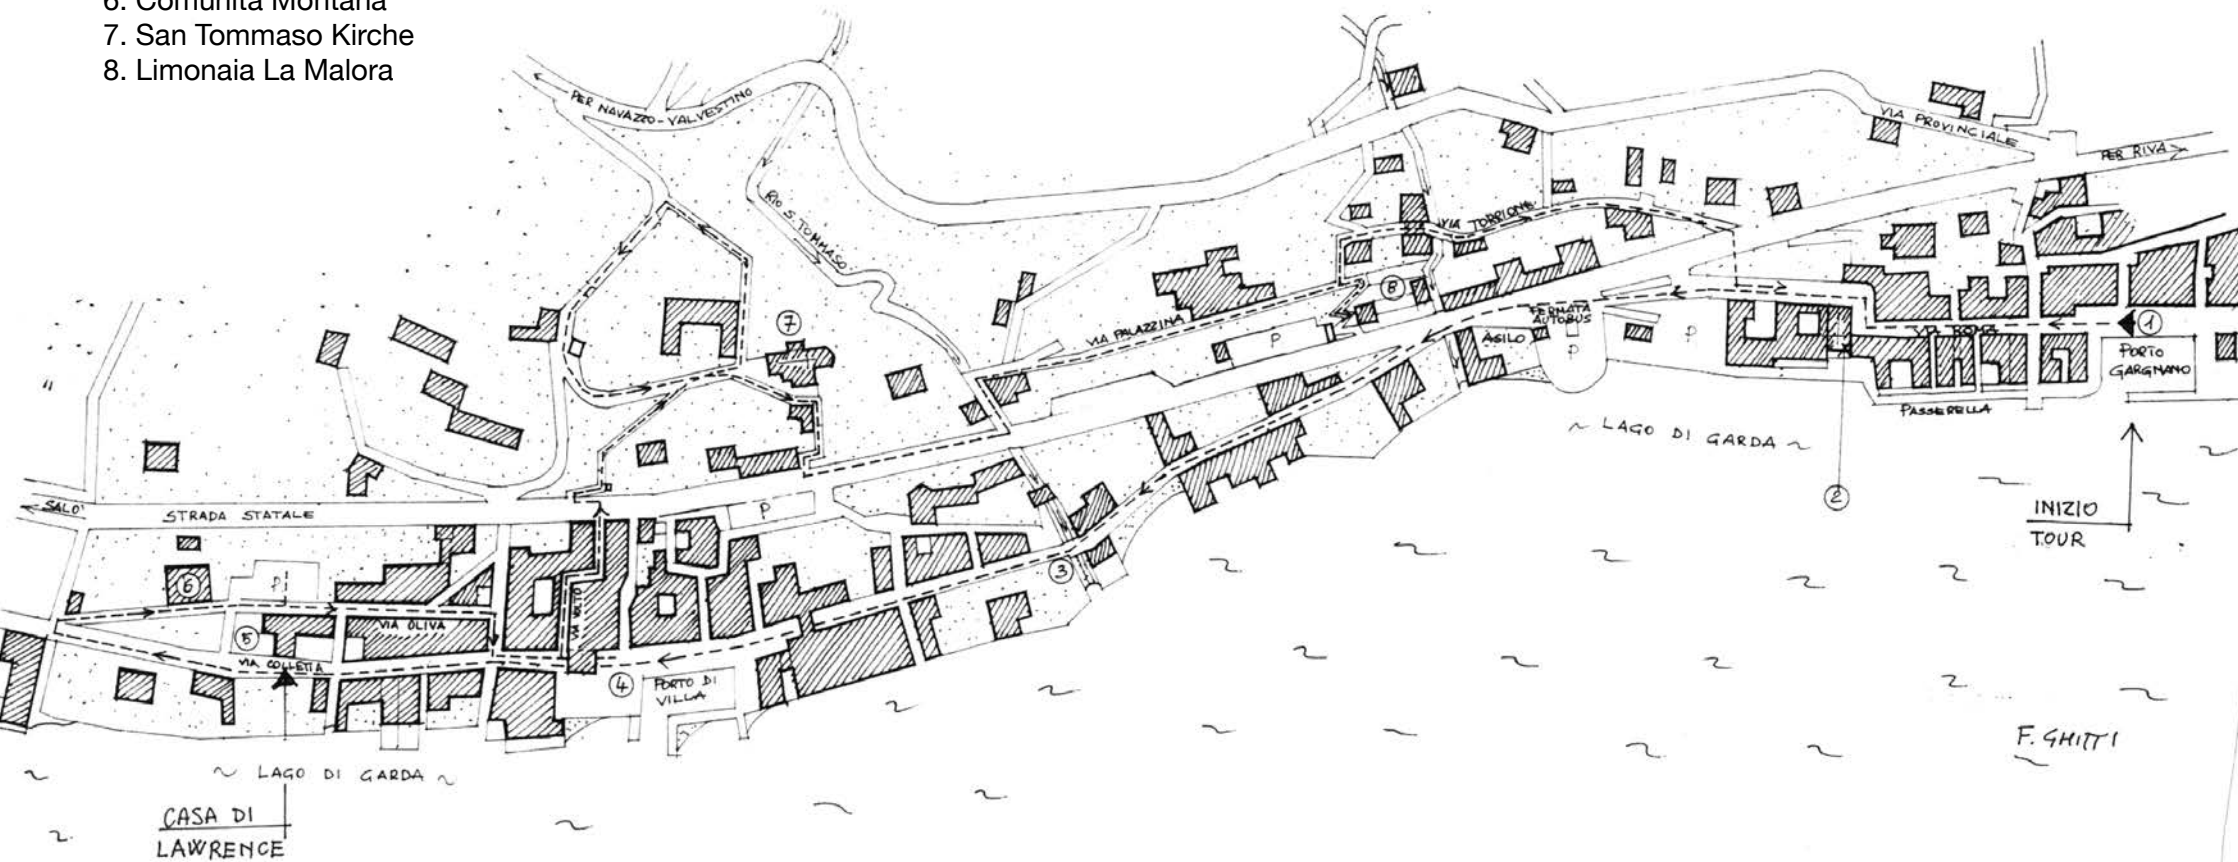 6. Comunità Montana
7. San Tommaso Kirche
8. Limonaia La Malora
PER NAVAZZO-VALVESTINO
RIO S. TOMMASO
VIA PROVINCIALE
PER RIVA
VIA TORRIONE
8
7
VIA PALAZZINA
P
FERMATA
AUTOBUS
ASILO
P
P
VIA ROMA
1
PORTO
GARGNANO
PASSERELLA
~ LAGO DI GARDA ~
2
INIZIO
TOUR
SALO'
STRADA STATALE
P
6
P
3
VIA OLIVA
VIA VOLTO
5
VIA COLLETTA
4
PORTO DI
VILLA
F. GHITTI
~ LAGO DI GARDA ~
CASA DI
LAWRENCE